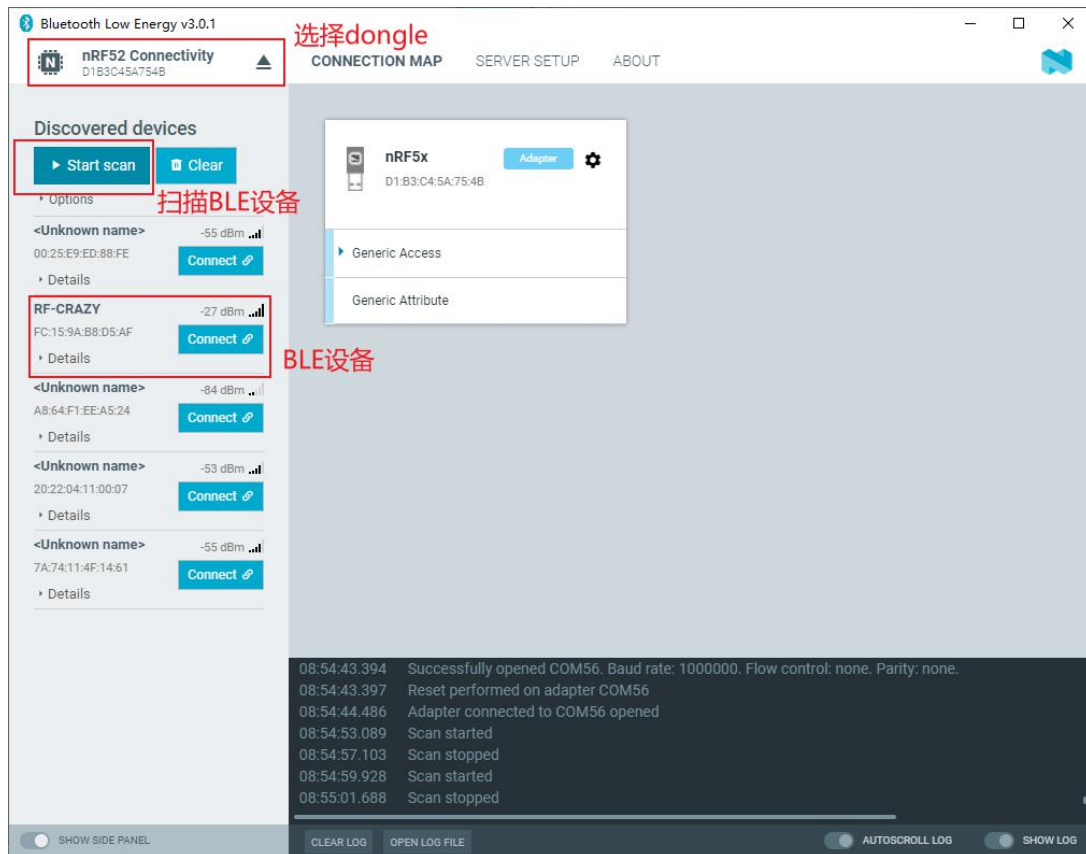 Bluetooth Low Energy v3.0.1
选择dongle
nRF52 Connectivity
D1B3C45A754B
CONNECTION MAP
SERVER SETUP
ABOUT
Discovered devices
Start scan
Clear
扫描BLE设备
Options
<Unknown name>
-55 dBm
00:25:E9:ED:88:FE
Connect
Details
RF-CRAZY
-27 dBm
FC:15:9A:B8:D5:AF
Connect
Details
BLE设备
<Unknown name>
-84 dBm
A8:64:F1:EE:A5:24
Connect
Details
<Unknown name>
-53 dBm
20:22:04:11:00:07
Connect
Details
<Unknown name>
-55 dBm
7A:74:11:4F:14:61
Connect
Details
nRF5x
Adapter
D1:B3:C4:5A:75:4B
Generic Access
Generic Attribute
08:54:43.394 Successfully opened COM56. Baud rate: 1000000. Flow control: none. Parity: none.
08:54:43.397 Reset performed on adapter COM56
08:54:44.486 Adapter connected to COM56 opened
08:54:53.089 Scan started
08:54:57.103 Scan stopped
08:54:59.928 Scan started
08:55:01.688 Scan stopped
SHOW SIDE PANEL
CLEAR LOG
OPEN LOG FILE
AUTOSCROLL LOG
SHOW LOG